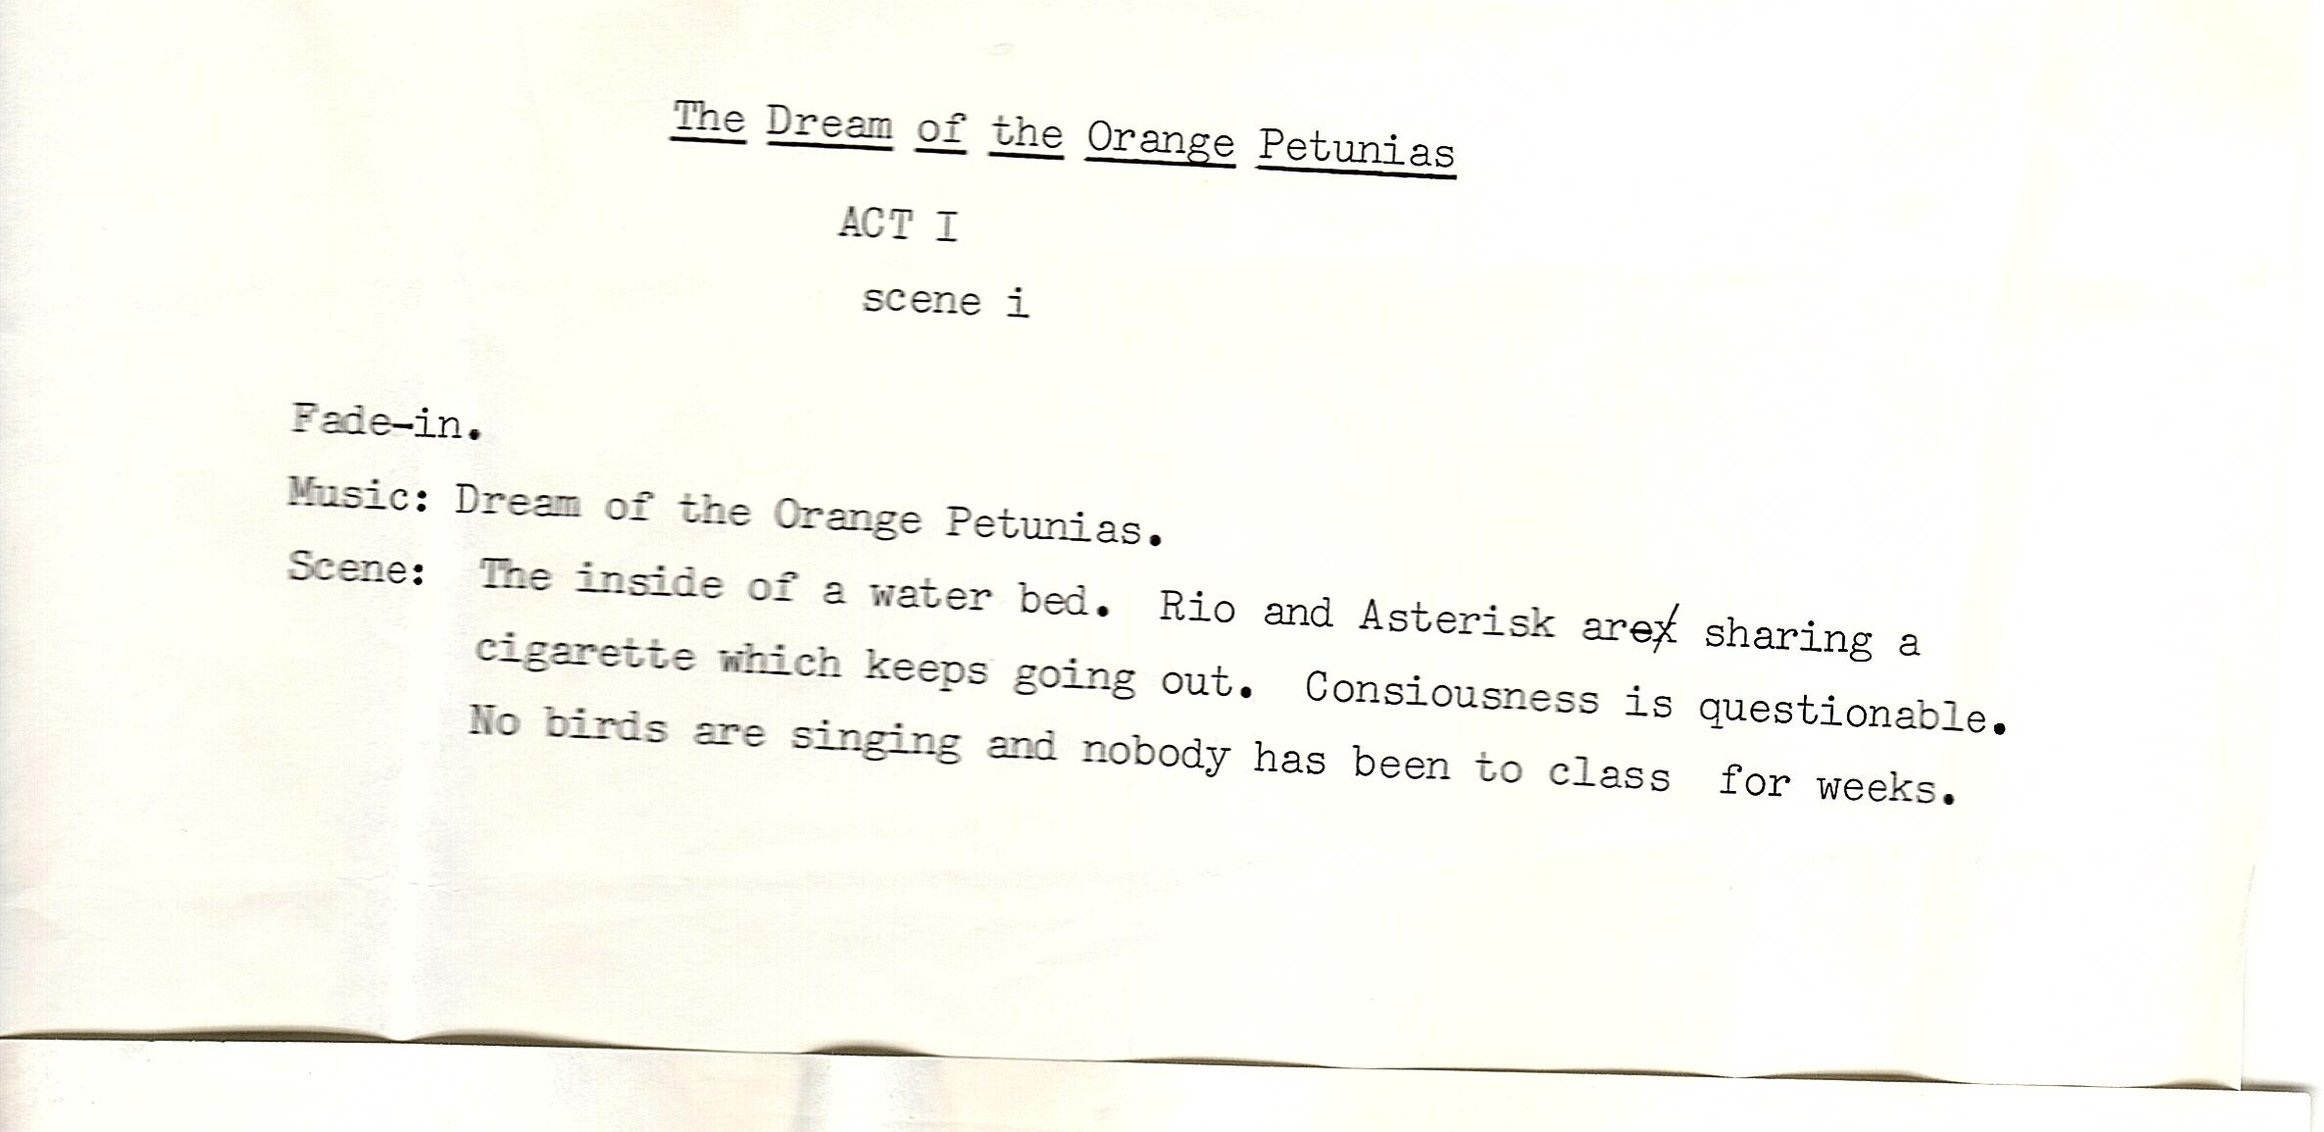 The Dream of the Orange Petunias
ACT I
scene i
Fade-in.
Music: Dream of the Orange Petunias.
Scene: The inside of a water bed. Rio and Asterisk are sharing a
cigarette which keeps going out. Consiousness is questionable.
No birds are singing and nobody has been to class for weeks.